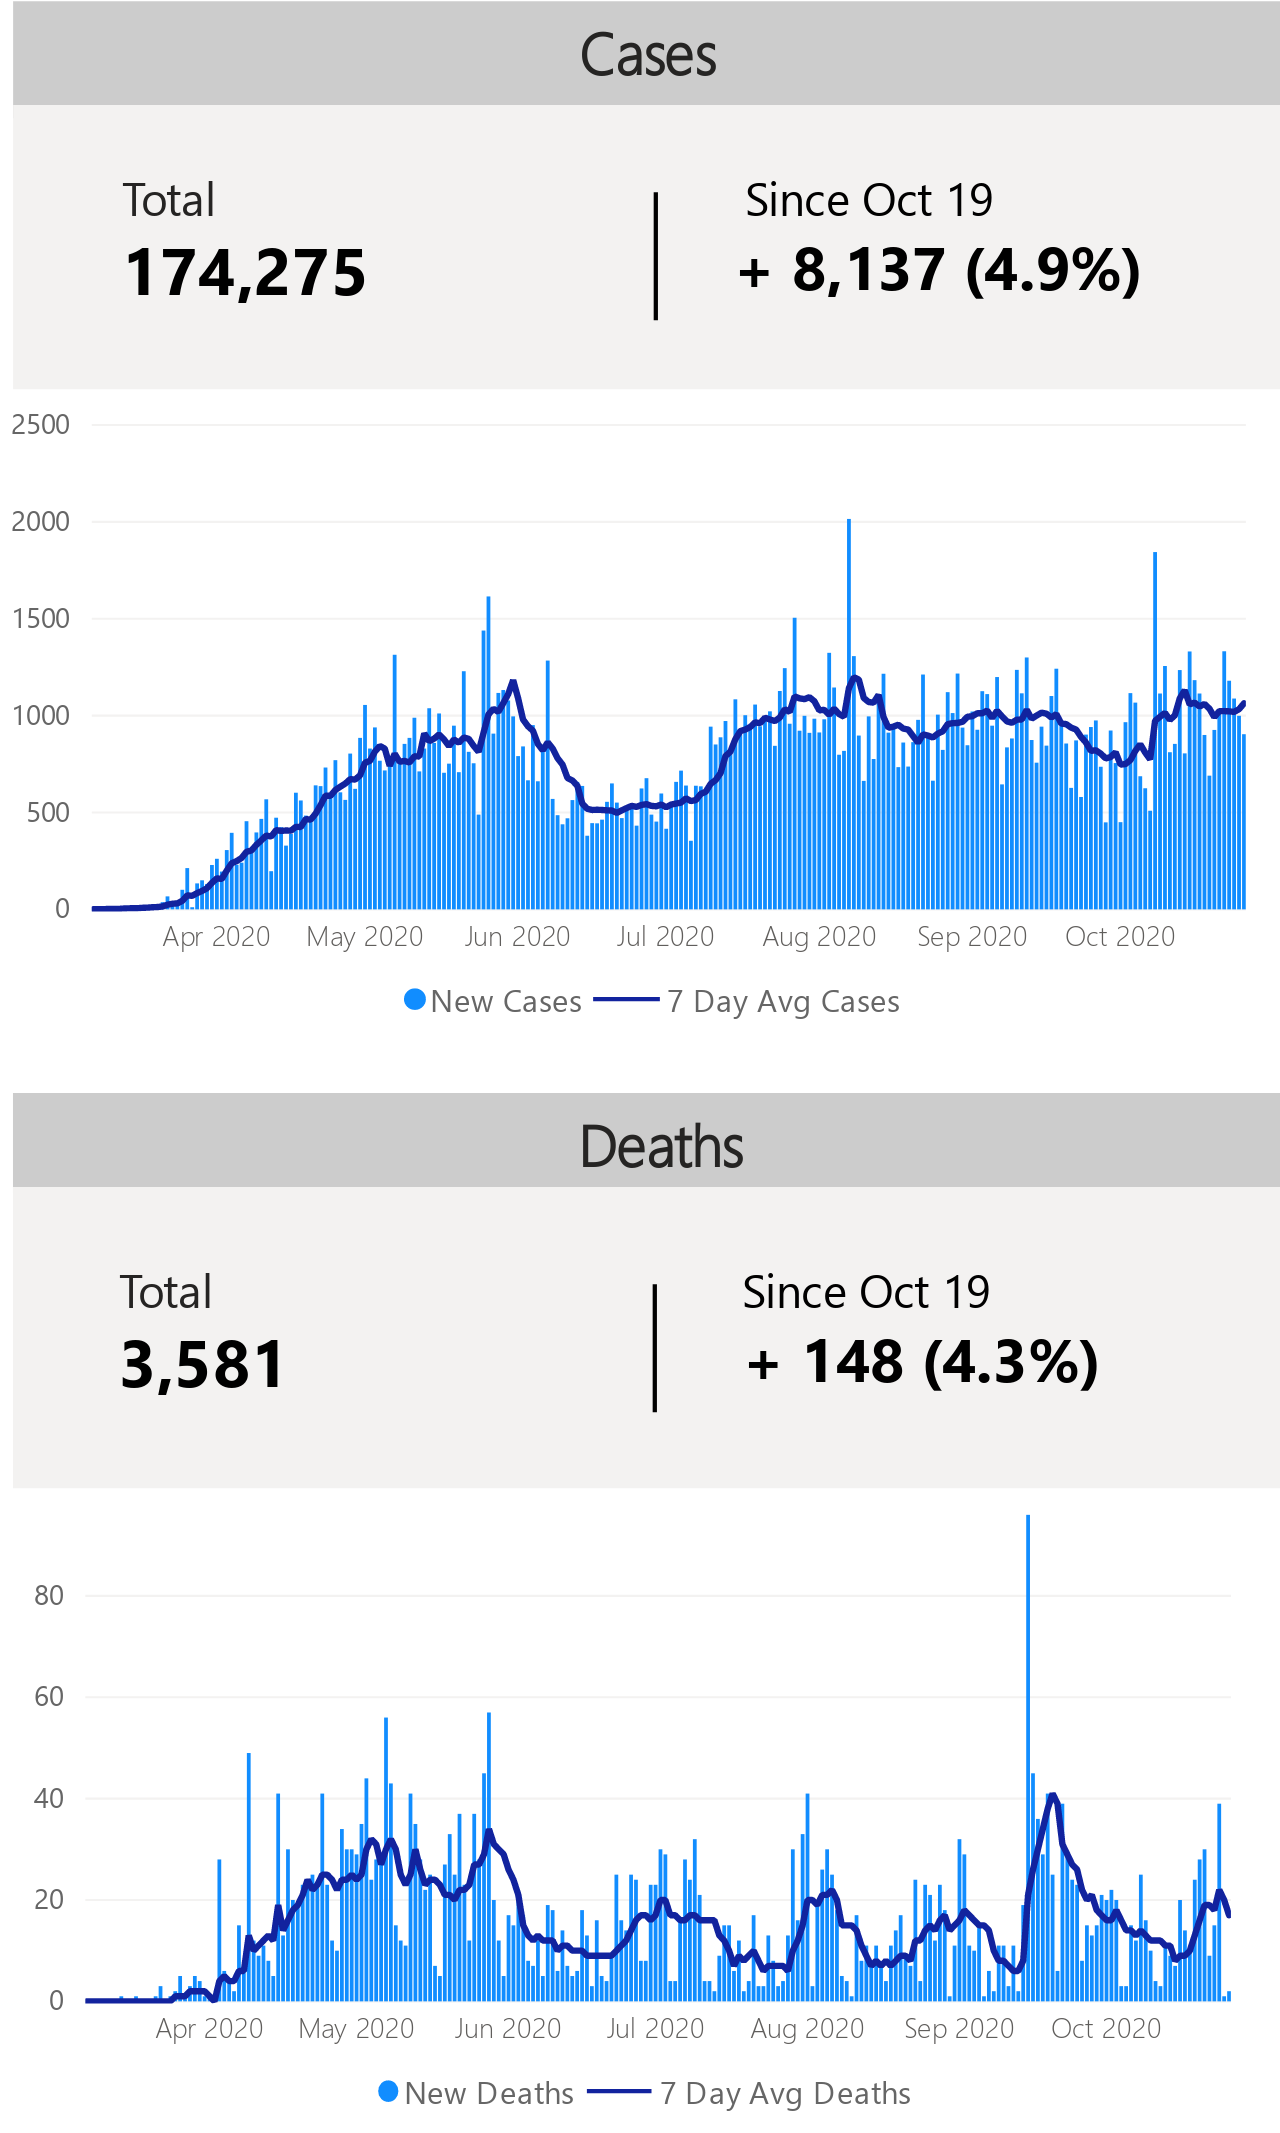 Cases
Total
Since Oct 19
174,275
+ 8,137 (4.9%)
2500
2000
1500
1000
500
0
Apr 2020 May 2020 Jun 2020 Jul 2020 Aug 2020 Sep 2020 Oct 2020
New Cases 7 Day Avg Cases
Deaths
Total
Since Oct 19
3,581
+ 148 (4.3%)
80
60
40
20
0
Apr 2020 May 2020 Jun 2020 Jul 2020 Aug 2020 Sep 2020 Oct 2020
New Deaths 7 Day Avg Deaths